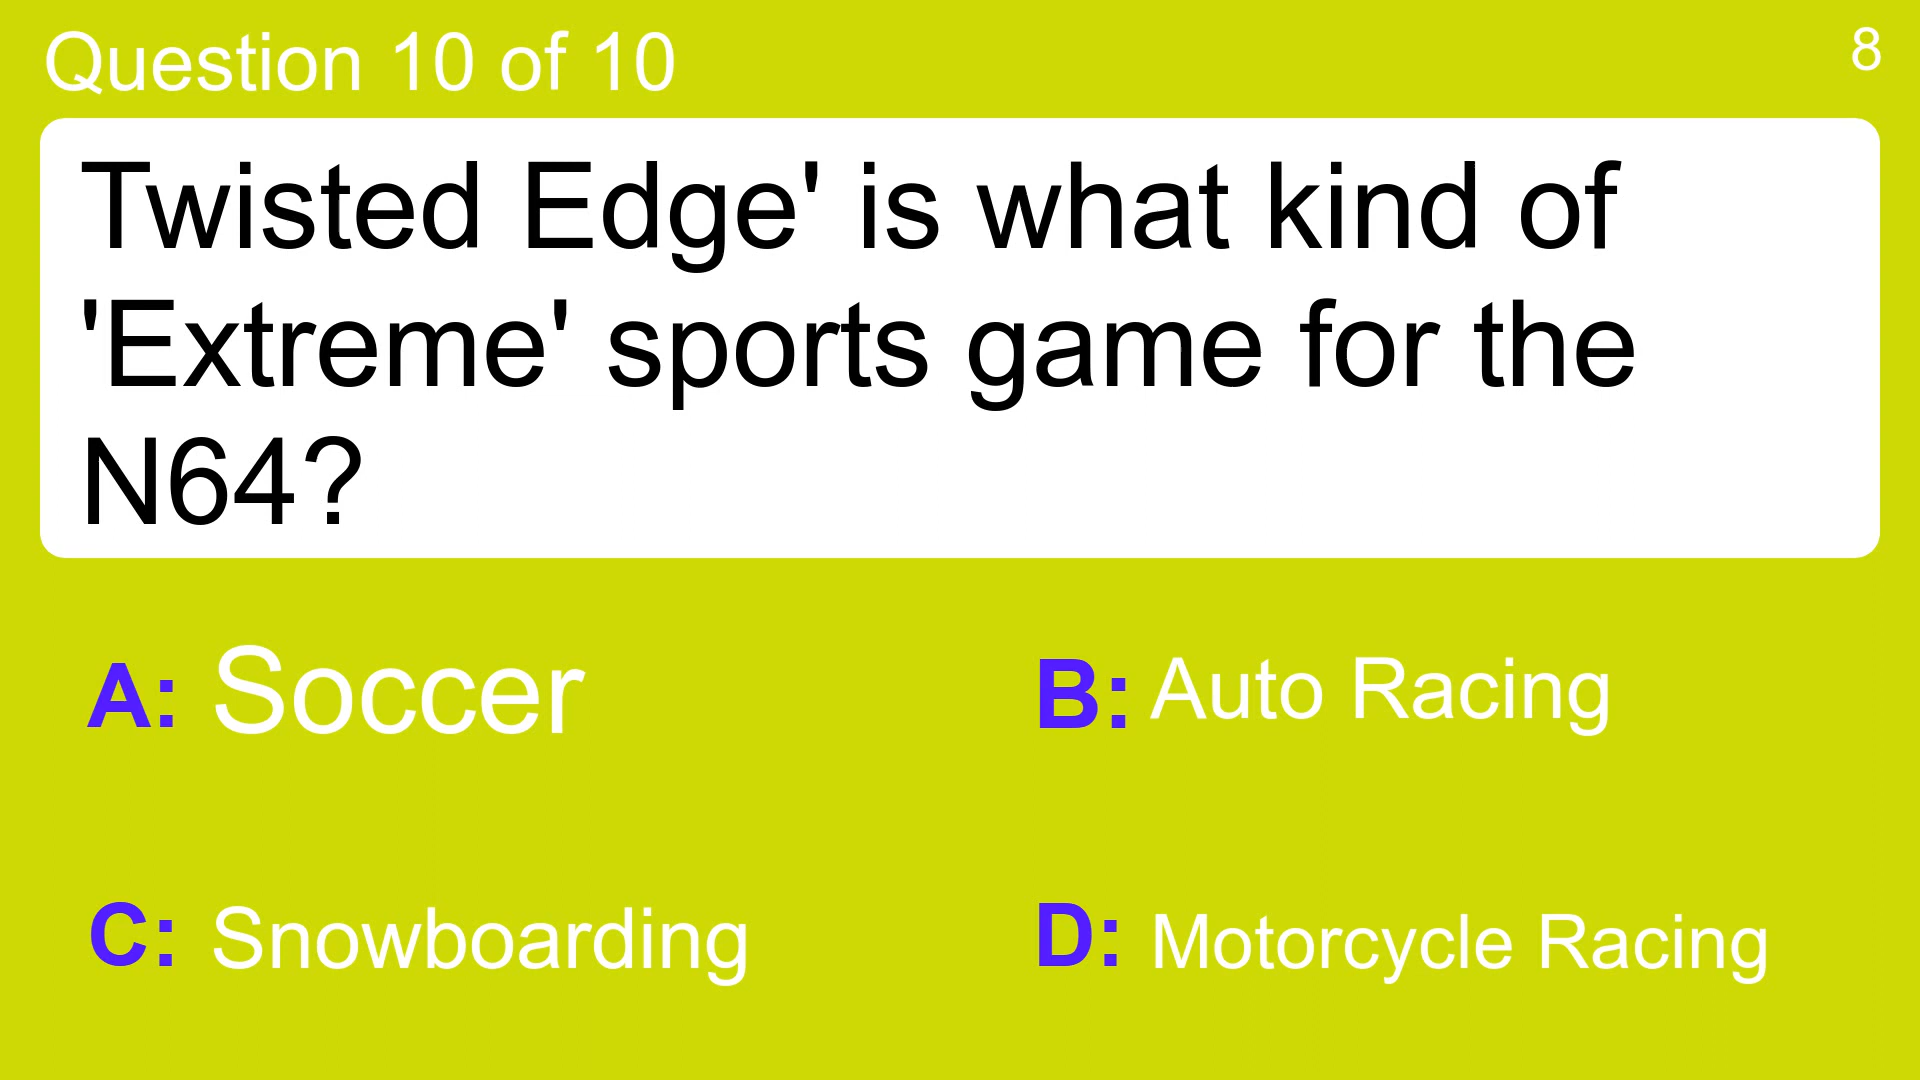 Question 10 of 10
8
Twisted Edge' is what kind of
'Extreme' sports game for the
N64?
A: Soccer
B: Auto Racing
C: Snowboarding
D: Motorcycle Racing